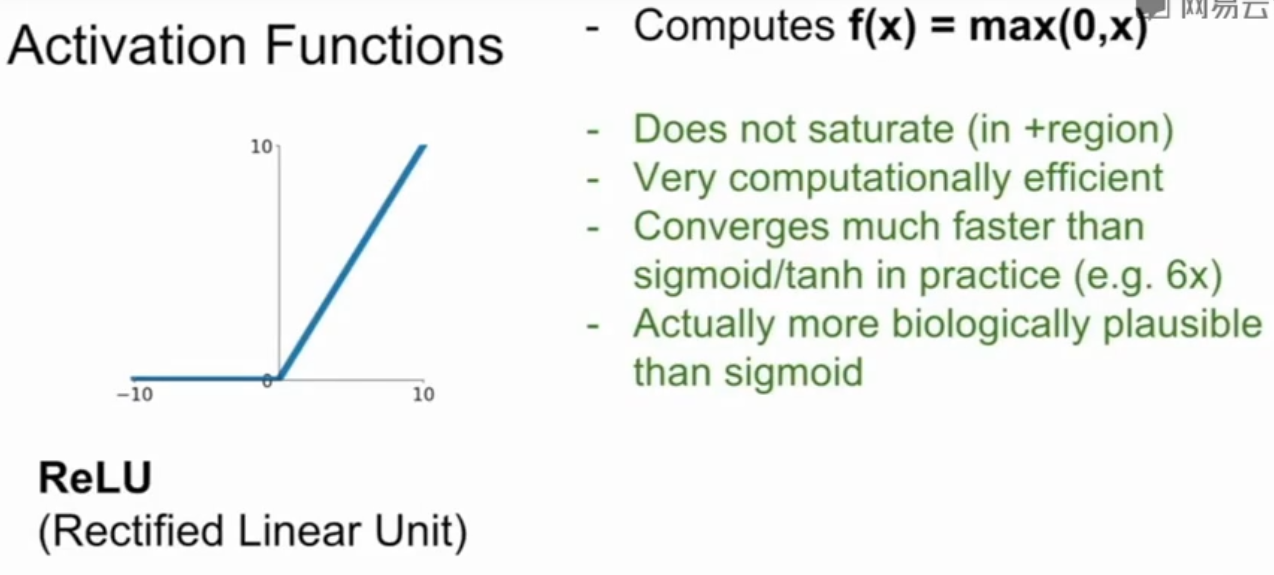 Activation Functions
- Computes f(x) = max(0,x)
网易云
- Does not saturate (in +region)
- Very computationally efficient
- Converges much faster than
sigmoid/tanh in practice (e.g. 6x)
- Actually more biologically plausible
than sigmoid
10
0
−10
10
ReLU
(Rectified Linear Unit)